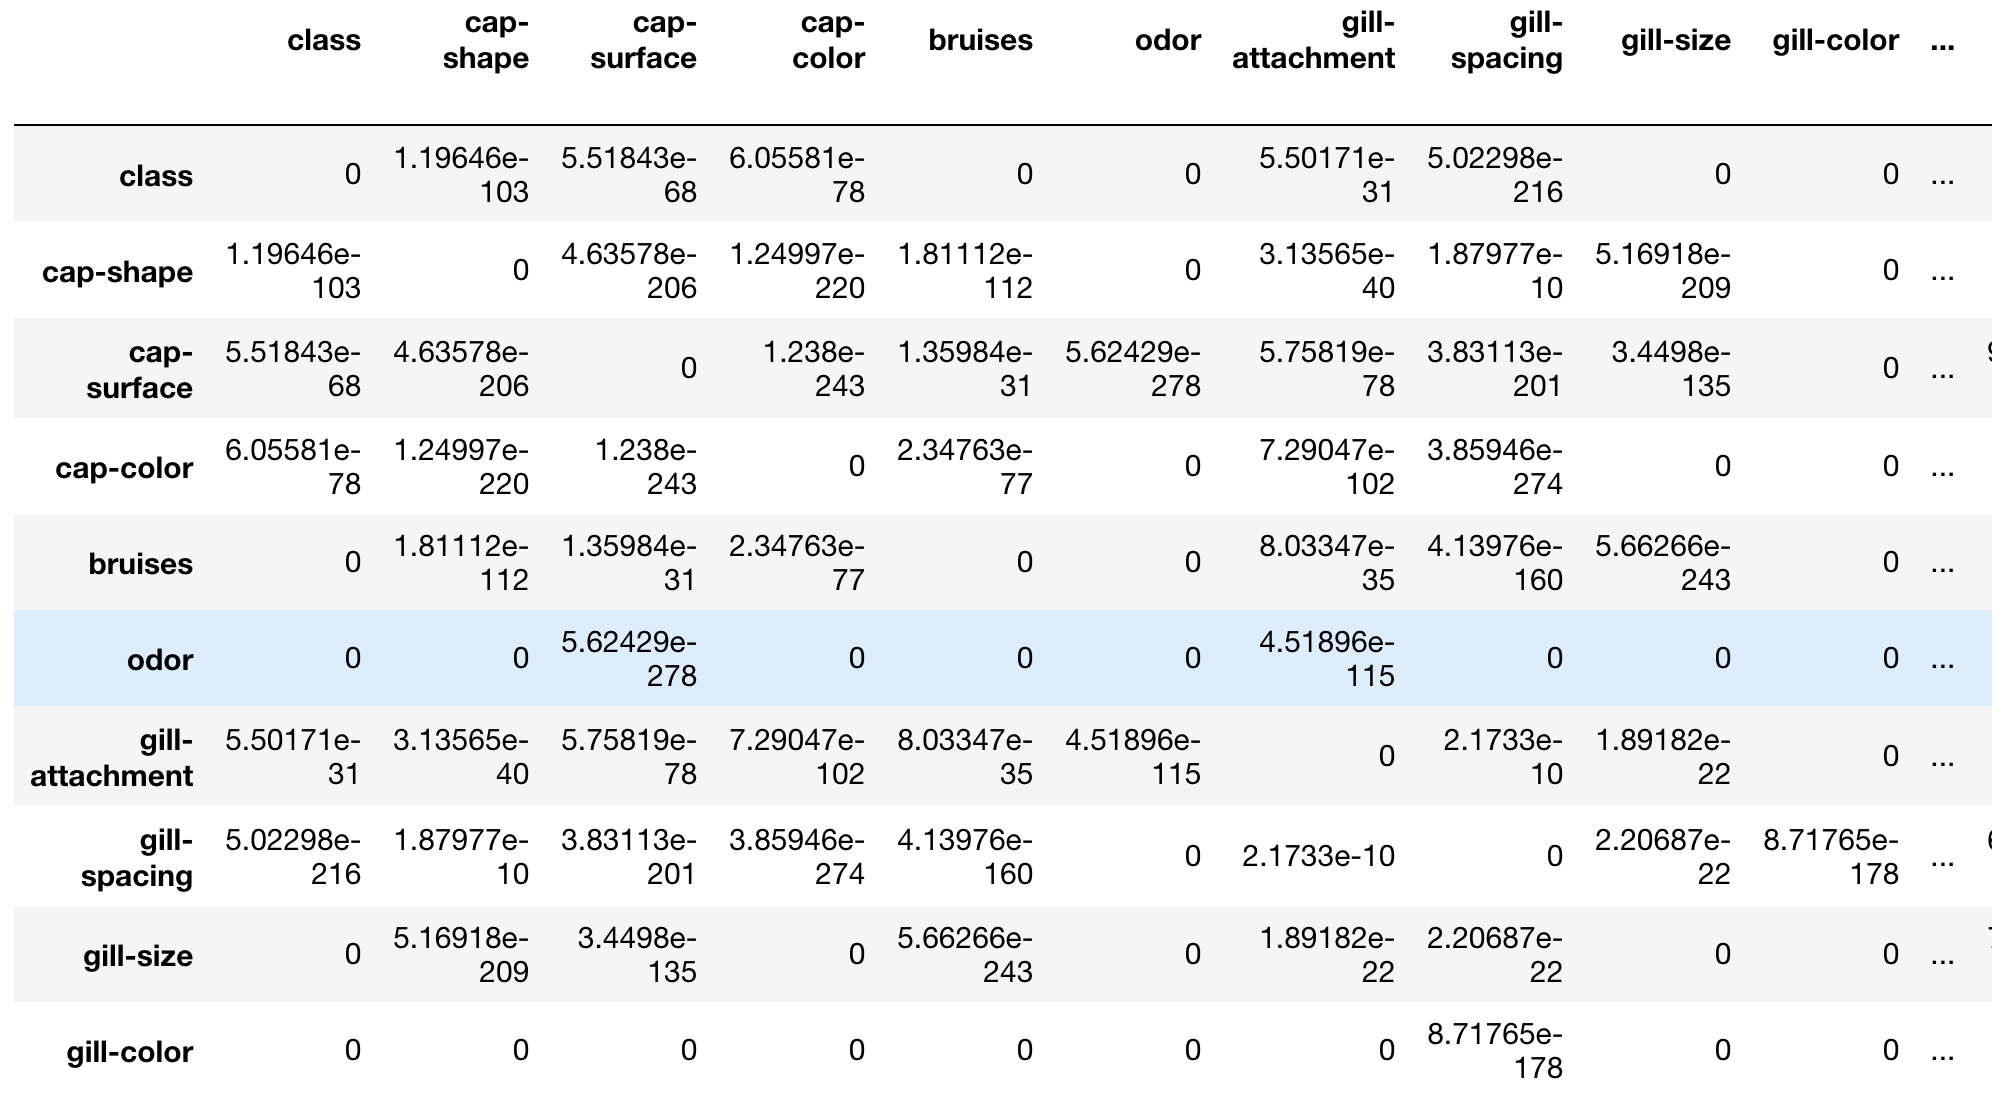 class cap-shape cap-surface cap-color bruises odor gill-attachment gill-spacing gill-size gill-color ...
class 0 1.19646e-103 5.51843e-68 6.05581e-78 0 0 5.50171e-31 5.02298e-216 0 0 ...
cap-shape 1.19646e-103 0 4.63578e-206 1.24997e-220 1.81112e-112 0 3.13565e-40 1.87977e-10 5.16918e-209 0 ...
cap-surface 5.51843e-68 4.63578e-206 0 1.238e-243 1.35984e-31 5.62429e-278 5.75819e-78 3.83113e-201 3.4498e-135 0 ...
cap-color 6.05581e-78 1.24997e-220 1.238e-243 0 2.34763e-77 0 7.29047e-102 3.85946e-274 0 0 ...
bruises 0 1.81112e-112 1.35984e-31 2.34763e-77 0 0 8.03347e-35 4.13976e-160 5.66266e-243 0 ...
odor 0 0 5.62429e-278 0 0 0 4.51896e-115 0 0 0 ...
gill-attachment 5.50171e-31 3.13565e-40 5.75819e-78 7.29047e-102 8.03347e-35 4.51896e-115 0 2.1733e-10 1.89182e-22 0 ...
gill-spacing 5.02298e-216 1.87977e-10 3.83113e-201 3.85946e-274 4.13976e-160 0 2.1733e-10 0 2.20687e-22 8.71765e-178 ...
gill-size 0 5.16918e-209 3.4498e-135 0 5.66266e-243 0 1.89182e-22 2.20687e-22 0 0 ...
gill-color 0 0 0 0 0 0 0 8.71765e-178 0 0 ...